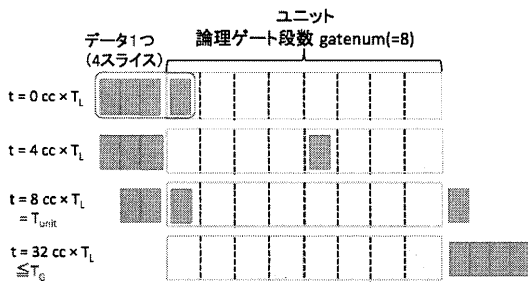 ユニット
論理ゲート段数 gatenum(=8)
データ1つ
(4スライス)
t = 0 cc × T_L
t = 4 cc × T_L
t = 8 cc × T_L
= T_unit
t = 32 cc × T_L
≦T_G